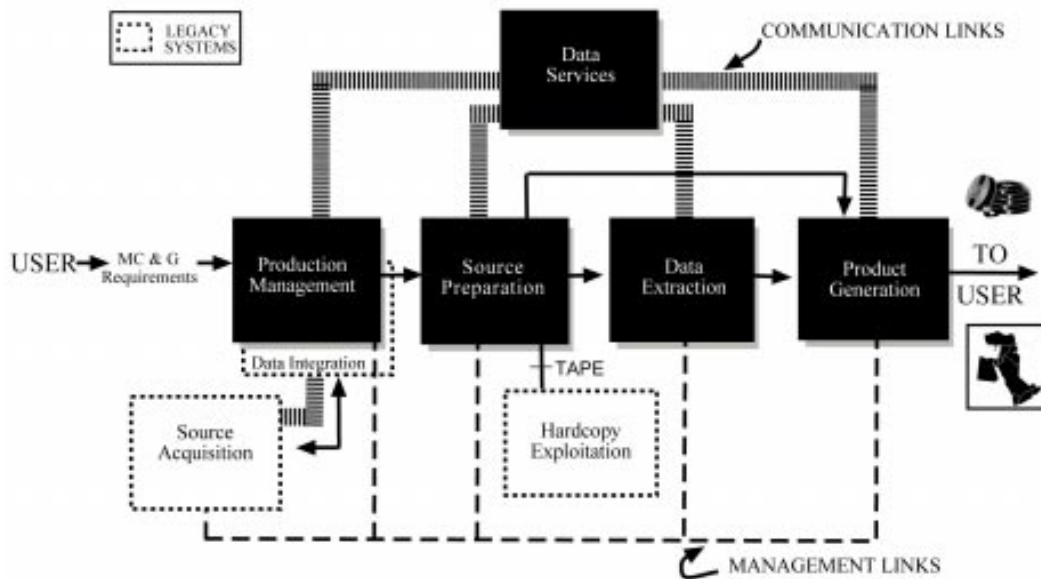 LEGACY
SYSTEMS
COMMUNICATION LINKS
Data
Services
USER
MC & G
Requirements
Production
Management
Source
Preparation
Data
Extraction
Product
Generation
TO
USER
Data Integration
TAPE
Source
Acquisition
Hardcopy
Exploitation
MANAGEMENT LINKS